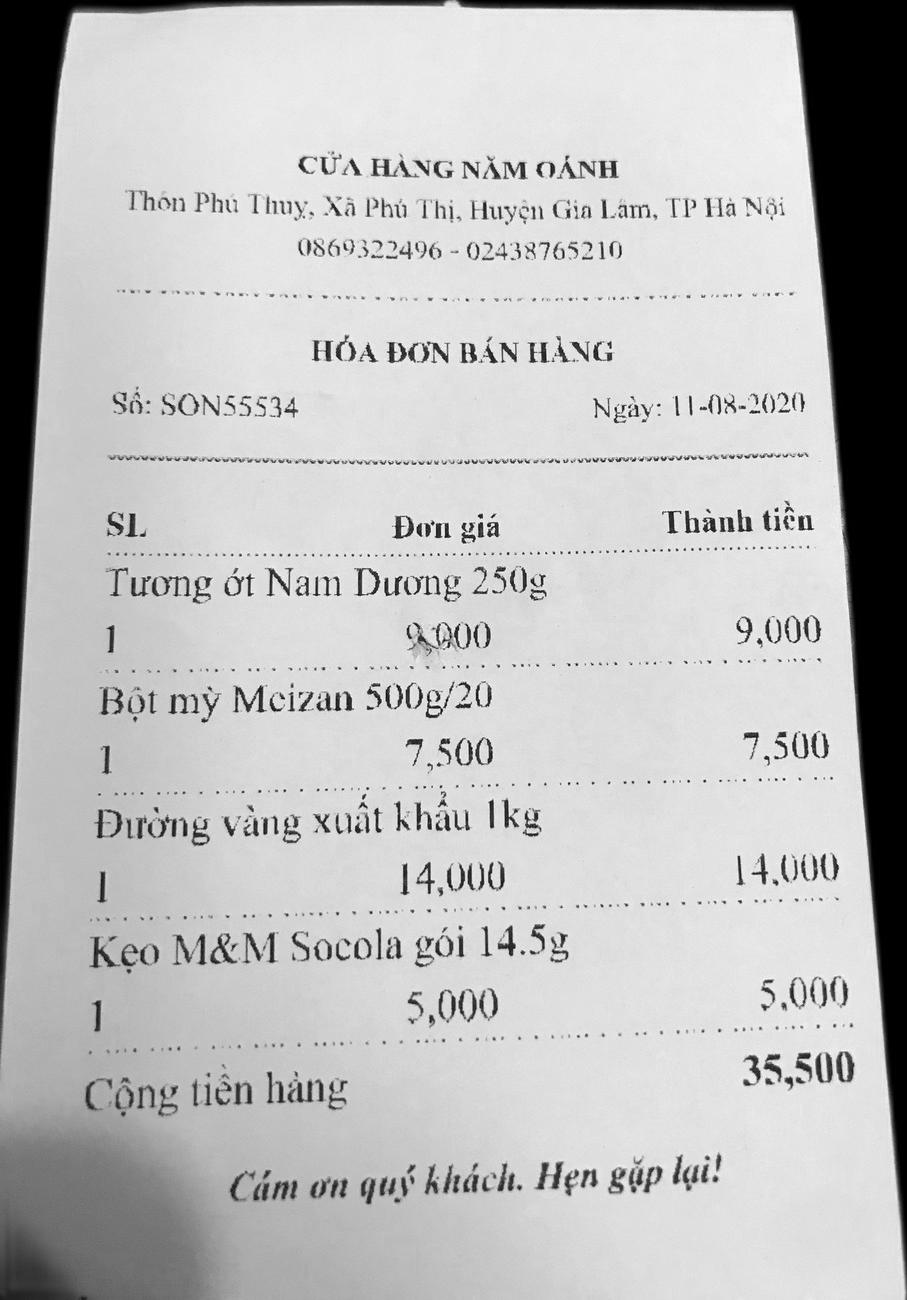 CỬA HÀNG NĂM OÁNH
Thôn Phú Thuỵ, Xã Phú Thị, Huyện Gia Lâm, TP Hà Nội
0869322496 - 02438765210
HÓA ĐƠN BÁN HÀNG
Số: SON55534 Ngày: 11-08-2020
SL Đơn giá Thành tiền
Tương ớt Nam Dương 250g
1 9,000 9,000
Bột mỳ Meizan 500g/20
1 7,500 7,500
Đường vàng xuất khẩu 1kg
1 14,000 14,000
Kẹo M&M Socola gói 14.5g
1 5,000 5,000
Cộng tiền hàng 35,500
Cám ơn quý khách. Hẹn gặp lại!